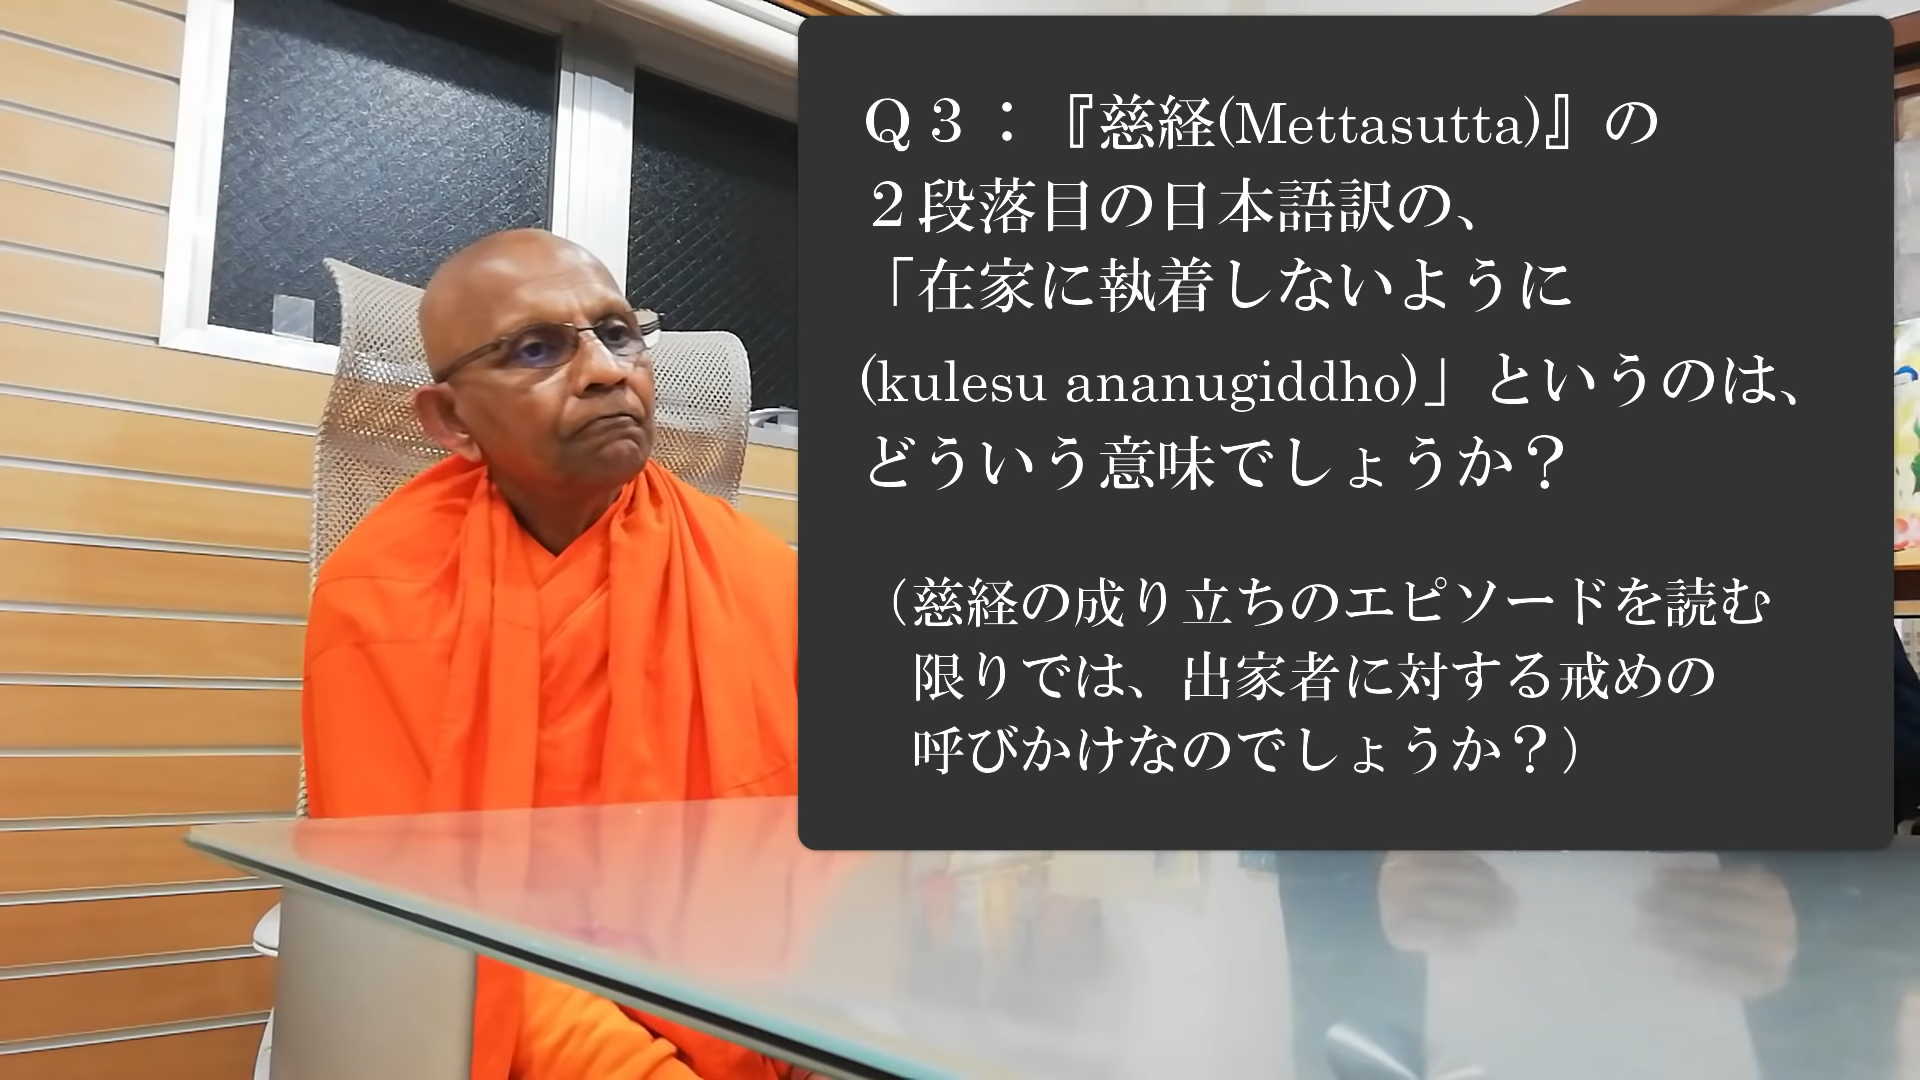 Ｑ３：『慈経(Mettasutta)』の
２段落目の日本語訳の、
「在家に執着しないように
(kulesu ananugiddho)」というのは、
どういう意味でしょうか？
（慈経の成り立ちのエピソードを読む
限りでは、出家者に対する戒めの
呼びかけなのでしょうか？）